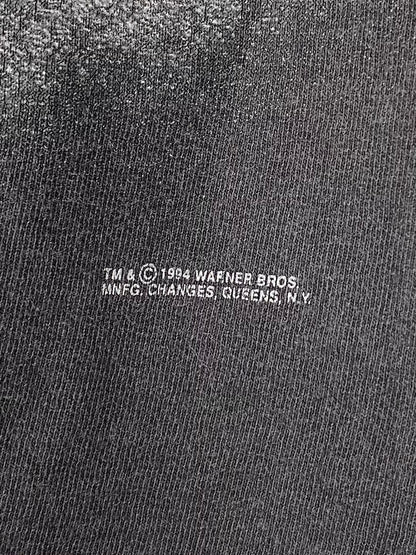 TM & © 1994 WARNER BROS.
MNFG. CHANGES, QUEENS, N.Y.